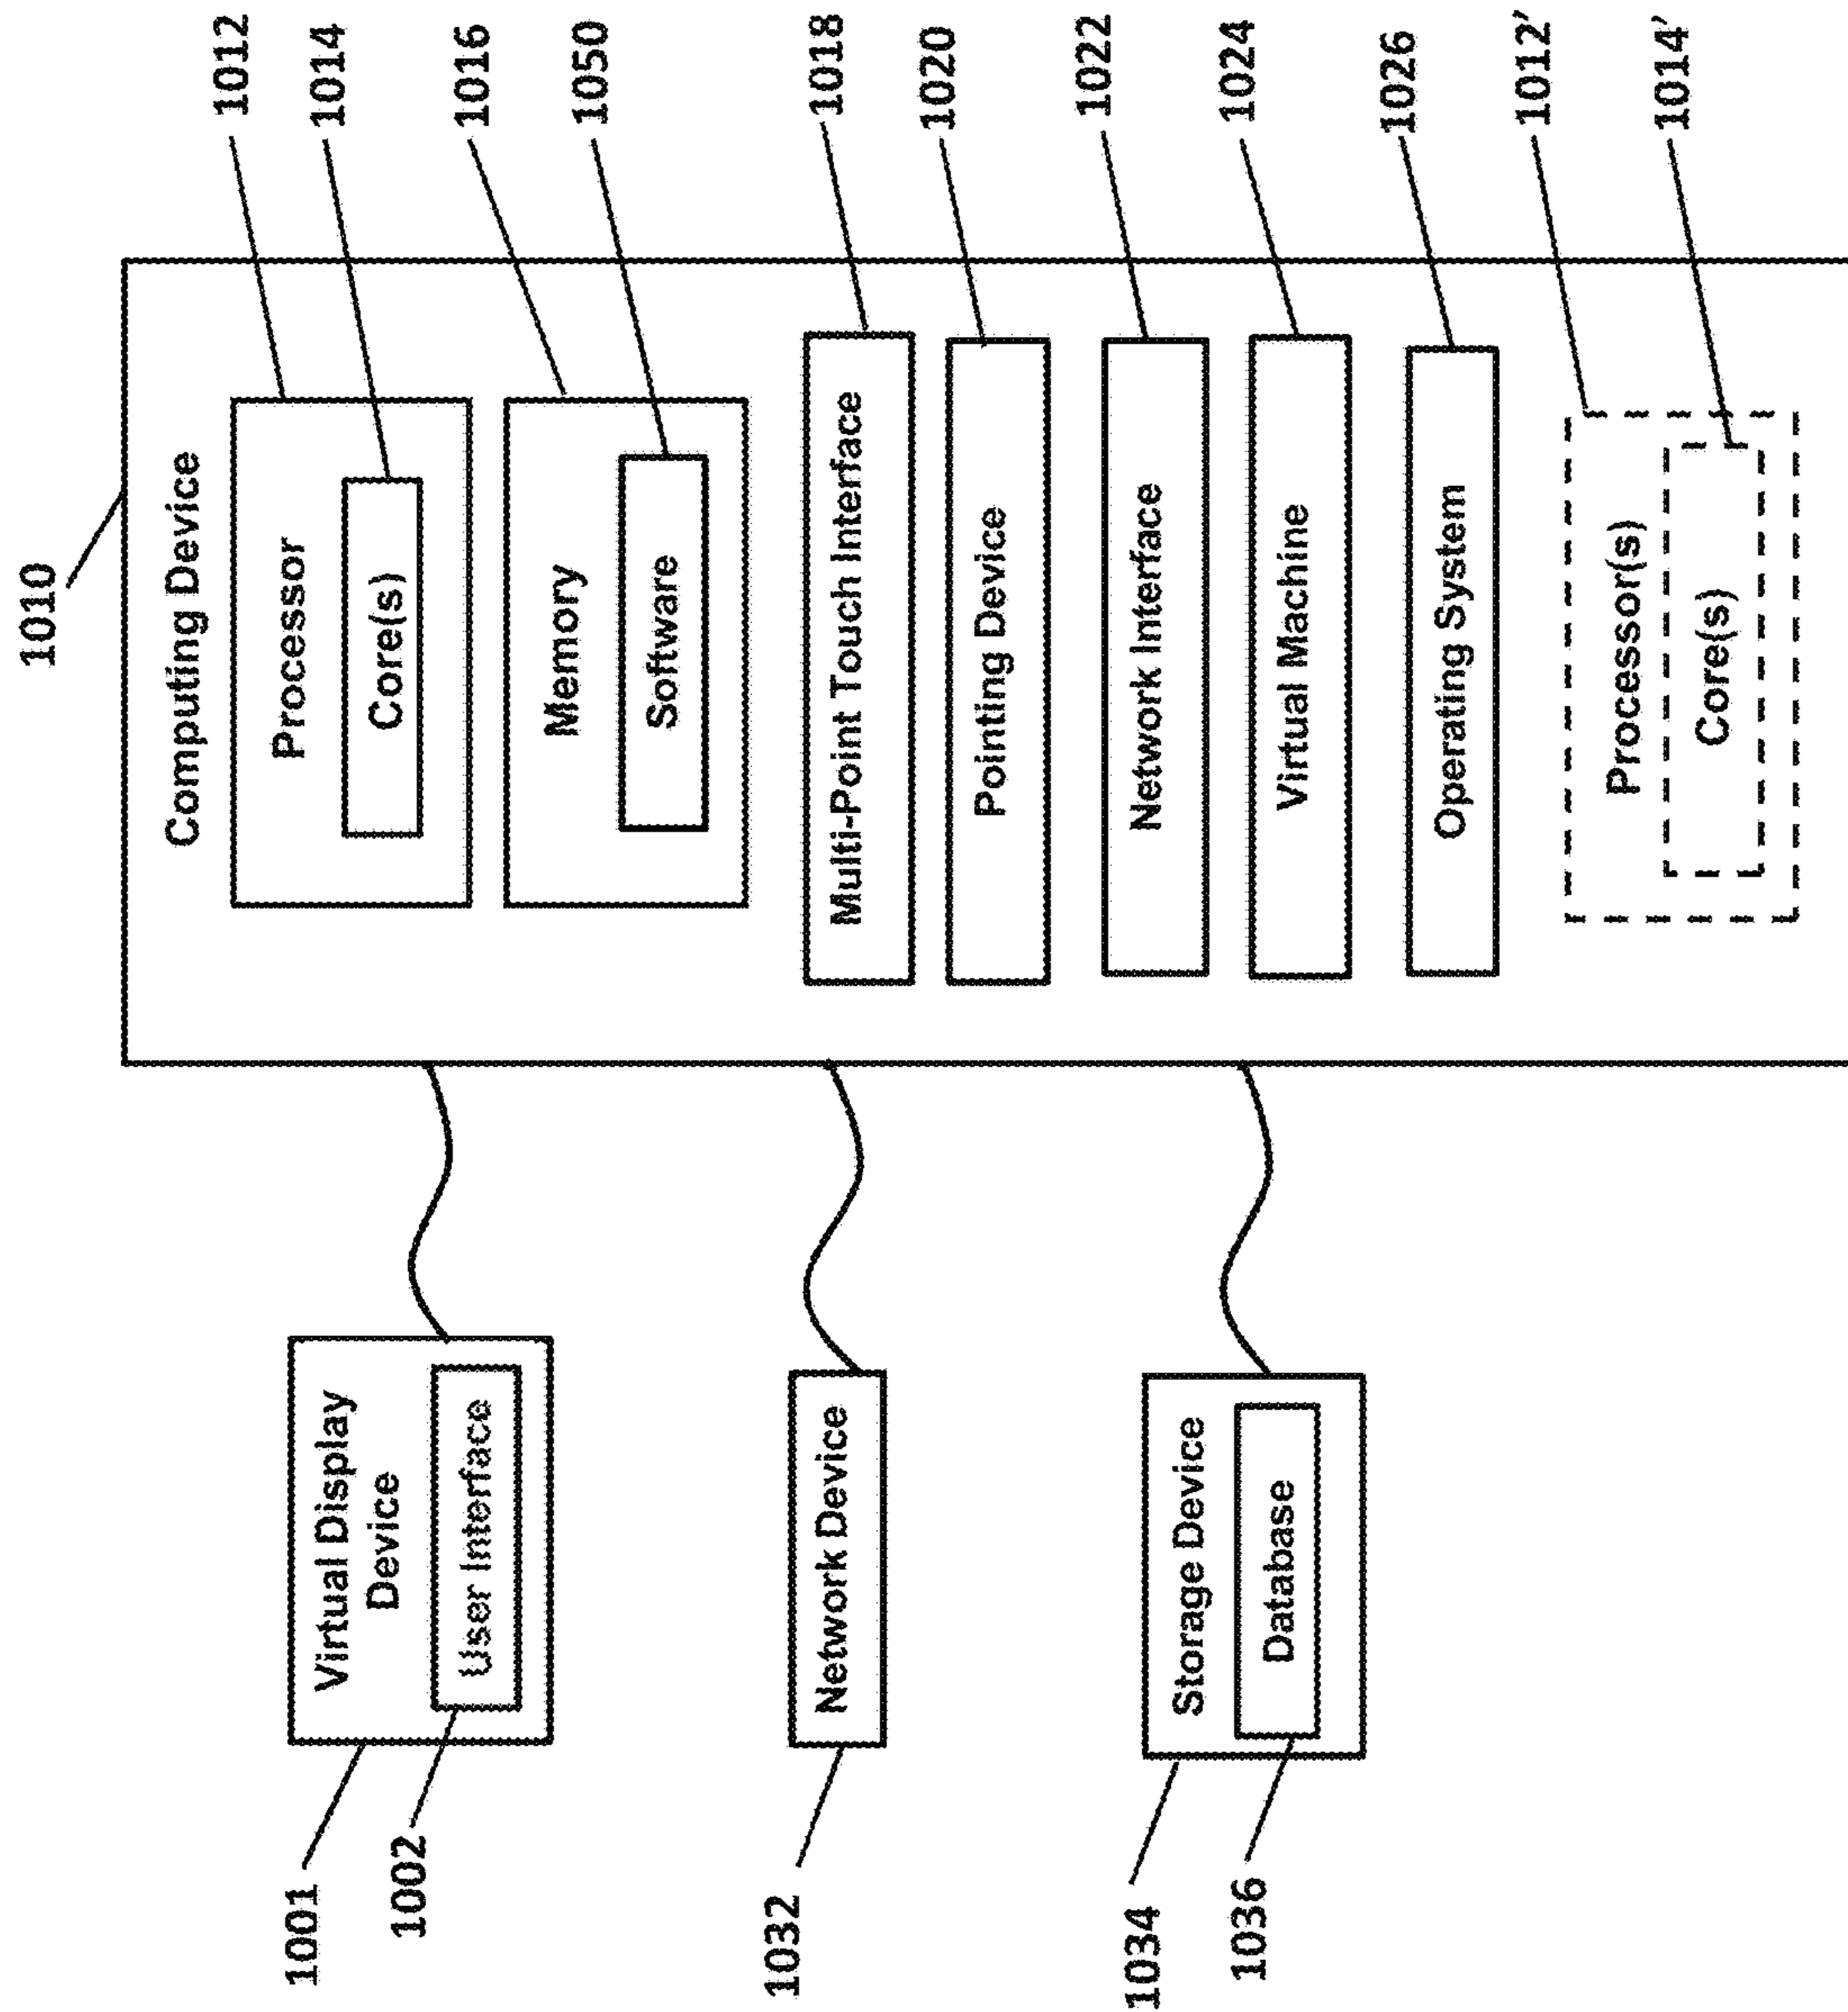 1010
Computing Device
Processor
Core(s)
Memory
Software
Multi-Point Touch Interface
Pointing Device
Network Interface
Virtual Machine
Operating System
Processor(s)
Core(s)
1012
1014
1016
1050
1018
1020
1022
1024
1026
1012'
1014'
1001
Virtual Display
Device
1002
User Interface
1032
Network Device
1034
Storage Device
1036
Database